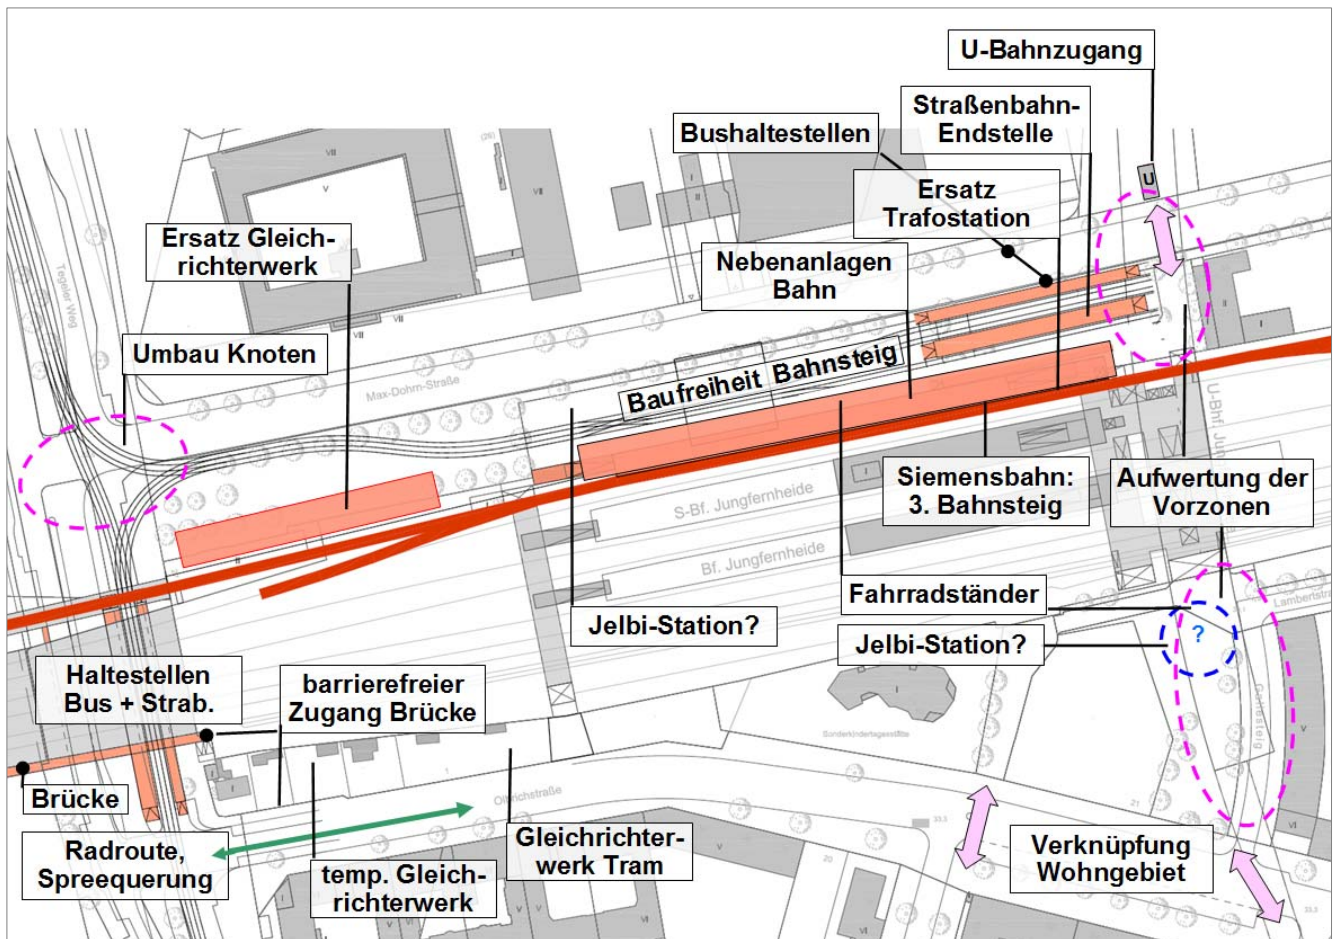 U-Bahnzugang
Straßenbahn-
Endstelle
Bushaltestellen
Ersatz
Trafostation
U
Ersatz Gleich-
richterwerk
Nebenanlagen
Bahn
Tegeler Weg
Umbau Knoten
Max-Dohrn-Straße
Baufreiheit Bahnsteig
Siemensbahn:
3. Bahnsteig
Aufwertung der
Vorzonen
S-Bf. Jungfernheide
Bf. Jungfernheide
Fahrradständer
Jelbi-Station?
Jelbi-Station?
?
Haltestellen
Bus + Strab.
barrierefreier
Zugang Brücke
Brücke
Olbrichstraße
Radroute,
Spreequerung
temp. Gleich-
richterwerk
Gleichrichter-
werk Tram
Verknüpfung
Wohngebiet